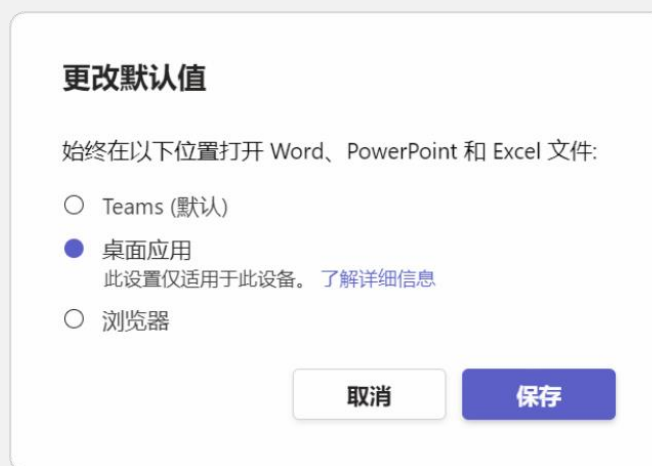 更改默认值
始终在以下位置打开 Word、PowerPoint 和 Excel 文件:
Teams (默认)
桌面应用
此设置仅适用于此设备。 了解详细信息
浏览器
取消
保存